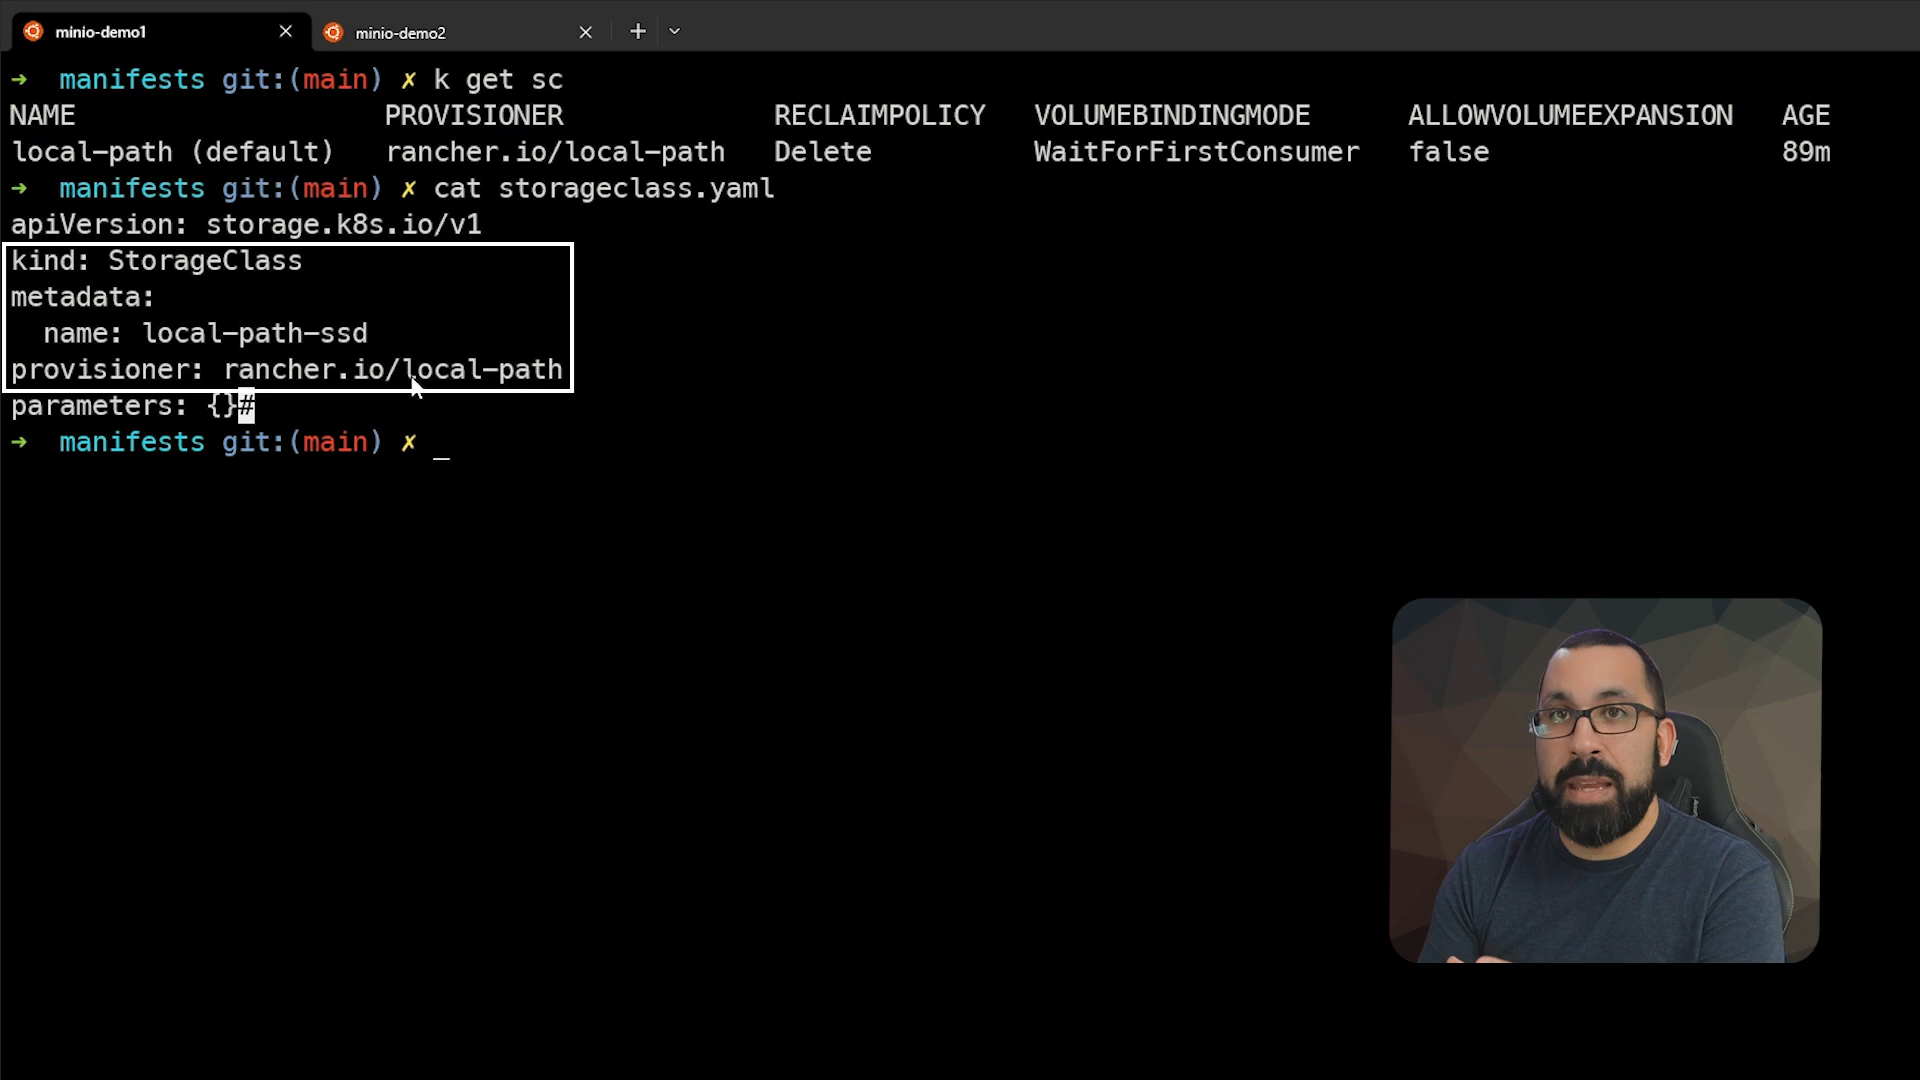 minio-demo1
minio-demo2
→ manifests git:(main) ✗ k get sc
NAME PROVISIONER RECLAIMPOLICY VOLUMEBINDINGMODE ALLOWVOLUMEEXPANSION AGE
local-path (default) rancher.io/local-path Delete WaitForFirstConsumer false 89m
→ manifests git:(main) ✗ cat storageclass.yaml
apiVersion: storage.k8s.io/v1
kind: StorageClass
metadata:
  name: local-path-ssd
provisioner: rancher.io/local-path
parameters: {}#
→ manifests git:(main) ✗ _